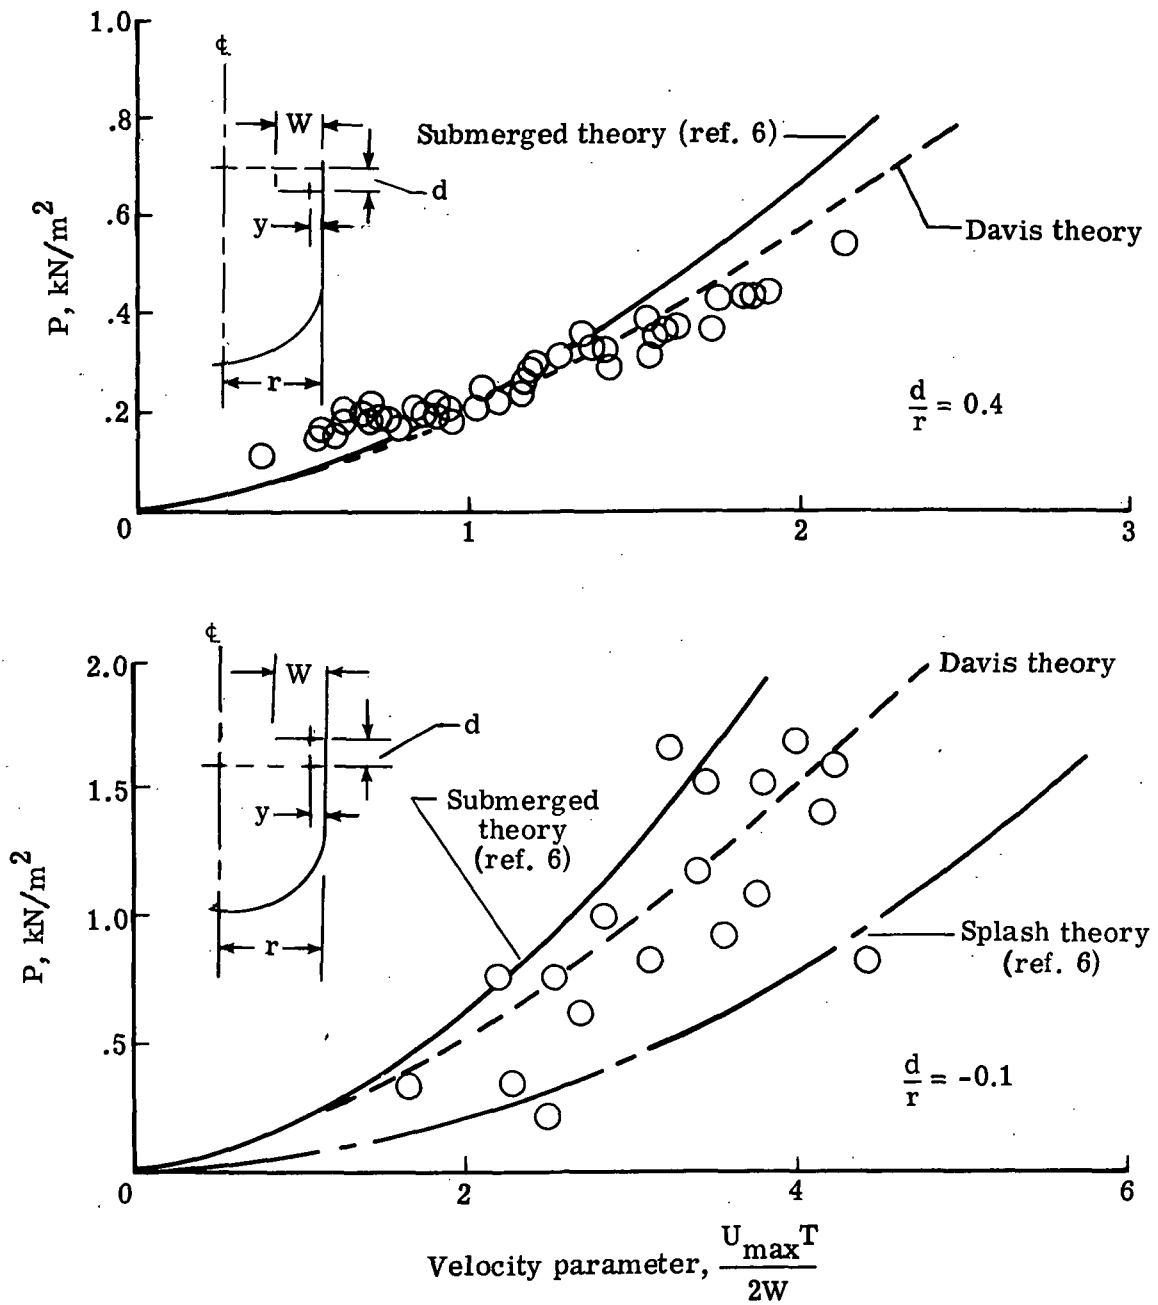 1.0
.8
.6
.4
.2
0
1
2
3
P, kN/m²
℄
W
d
y
r
Submerged theory (ref. 6)
Davis theory
d/r = 0.4
2.0
1.5
1.0
.5
0
2
4
6
P, kN/m²
℄
W
d
y
r
Davis theory
Submerged
theory
(ref. 6)
Splash theory
(ref. 6)
d/r = -0.1
Velocity parameter, UmaxT/2W